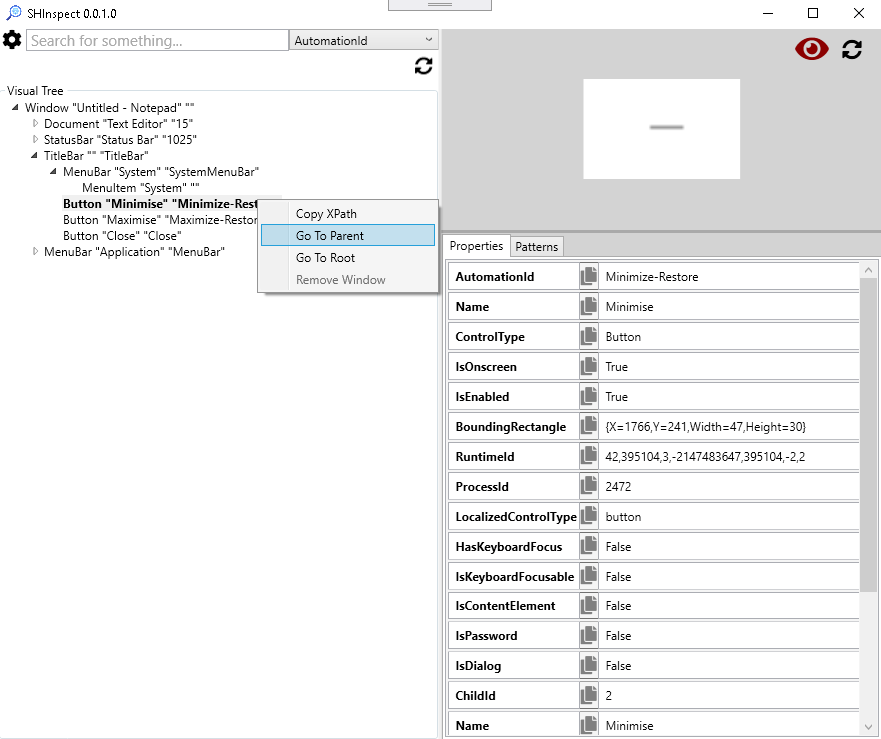 SHInspect 0.0.1.0
Search for something...
AutomationId
Visual Tree
Window "Untitled - Notepad" ""
Document "Text Editor" "15"
StatusBar "Status Bar" "1025"
TitleBar "" "TitleBar"
MenuBar "System" "SystemMenuBar"
MenuItem "System" ""
Button "Minimise" "Minimize-Rest
Button "Maximise" "Maximize-Restor
Button "Close" "Close"
MenuBar "Application" "MenuBar"
Copy XPath
Go To Parent
Go To Root
Remove Window
Properties
Patterns
AutomationId Minimize-Restore
Name Minimise
ControlType Button
IsOnscreen True
IsEnabled True
BoundingRectangle {X=1766,Y=241,Width=47,Height=30}
RuntimeId 42,395104,3,-2147483647,395104,-2,2
ProcessId 2472
LocalizedControlType button
HasKeyboardFocus False
IsKeyboardFocusable False
IsContentElement False
IsPassword False
IsDialog False
ChildId 2
Name Minimise